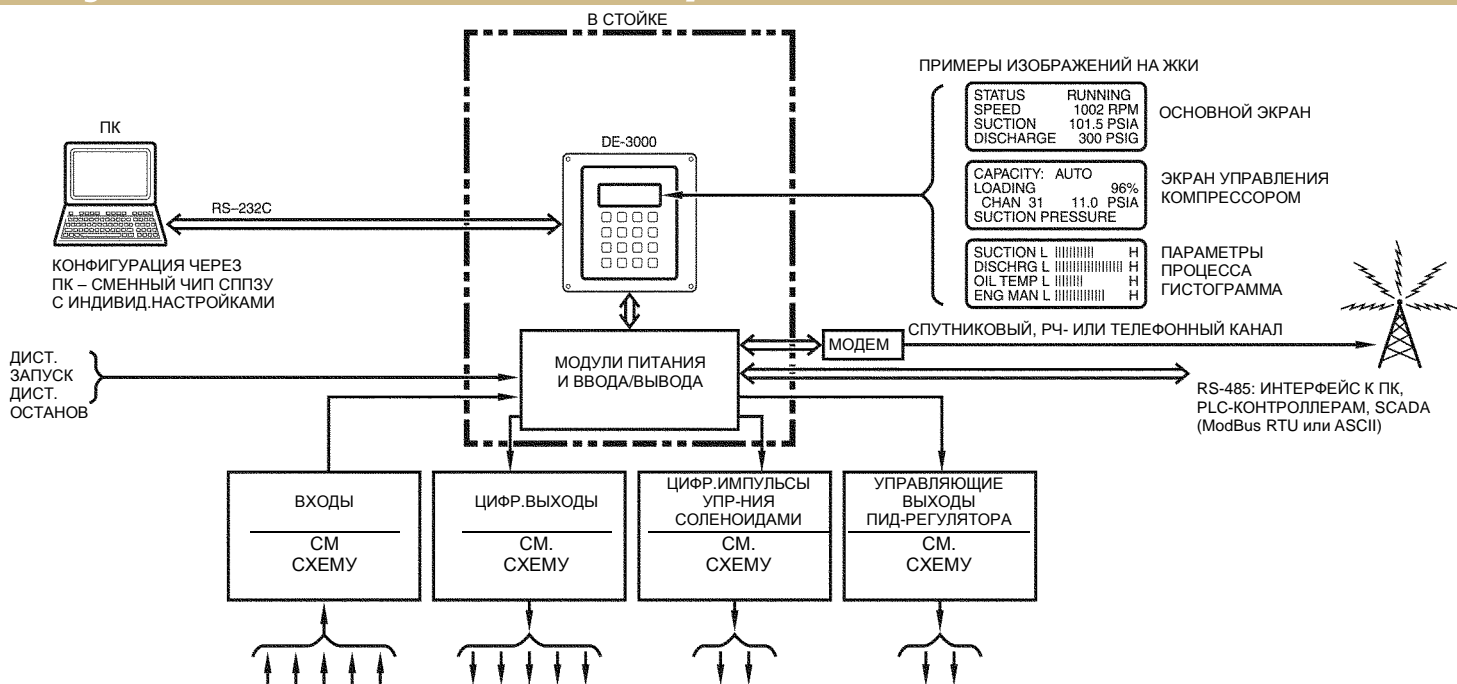 В СТОЙКЕ
ПРИМЕРЫ ИЗОБРАЖЕНИЙ НА ЖКИ
ПК
DE-3000
STATUS RUNNING
SPEED 1002 RPM
SUCTION 101.5 PSIA
DISCHARGE 300 PSIG
ОСНОВНОЙ ЭКРАН
CAPACITY: AUTO
LOADING 96%
CHAN 31 11.0 PSIA
SUCTION PRESSURE
ЭКРАН УПРАВЛЕНИЯ
КОМПРЕССОРОМ
RS–232C
SUCTION L H
DISCHRG L H
OIL TEMP L H
ENG MAN L H
ПАРАМЕТРЫ
ПРОЦЕССА
ГИСТОГРАММА
КОНФИГУРАЦИЯ ЧЕРЕЗ
ПК – СМЕННЫЙ ЧИП СППЗУ
С ИНДИВИД.НАСТРОЙКАМИ
СПУТНИКОВЫЙ, РЧ- ИЛИ ТЕЛЕФОННЫЙ КАНАЛ
МОДЕМ
МОДУЛИ ПИТАНИЯ
И ВВОДА/ВЫВОДА
ДИСТ.
ЗАПУСК
ДИСТ.
ОСТАНОВ
RS-485: ИНТЕРФЕЙС К ПК,
PLC-КОНТРОЛЛЕРАМ, SCADA
(ModBus RTU или ASCII)
ВХОДЫ
СМ
СХЕМУ
ЦИФР.ВЫХОДЫ
СМ.
СХЕМУ
ЦИФР.ИМПУЛЬСЫ
УПР-НИЯ
СОЛЕНОИДАМИ
СМ.
СХЕМУ
УПРАВЛЯЮЩИЕ
ВЫХОДЫ
ПИД-РЕГУЛЯТОРА
СМ.
СХЕМУ